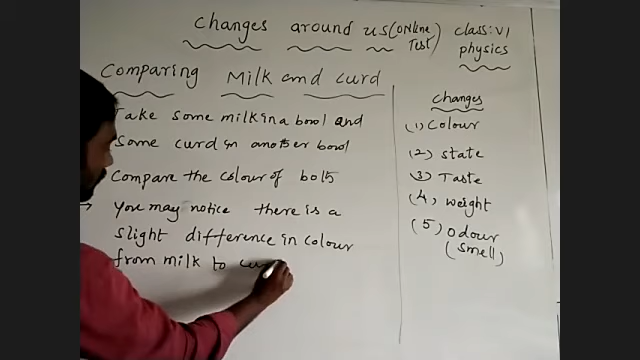 Changes around us (ONline Test)
class: VI
physics
Comparing Milk and curd
Take some milk in a bowl and
some curd in another bowl
Compare the colour of both
→ You may notice there is a
slight difference in colour
from milk to cur
changes
(1) Colour
(2) state
(3) Taste
(4) weight
(5) Odour
(smell)